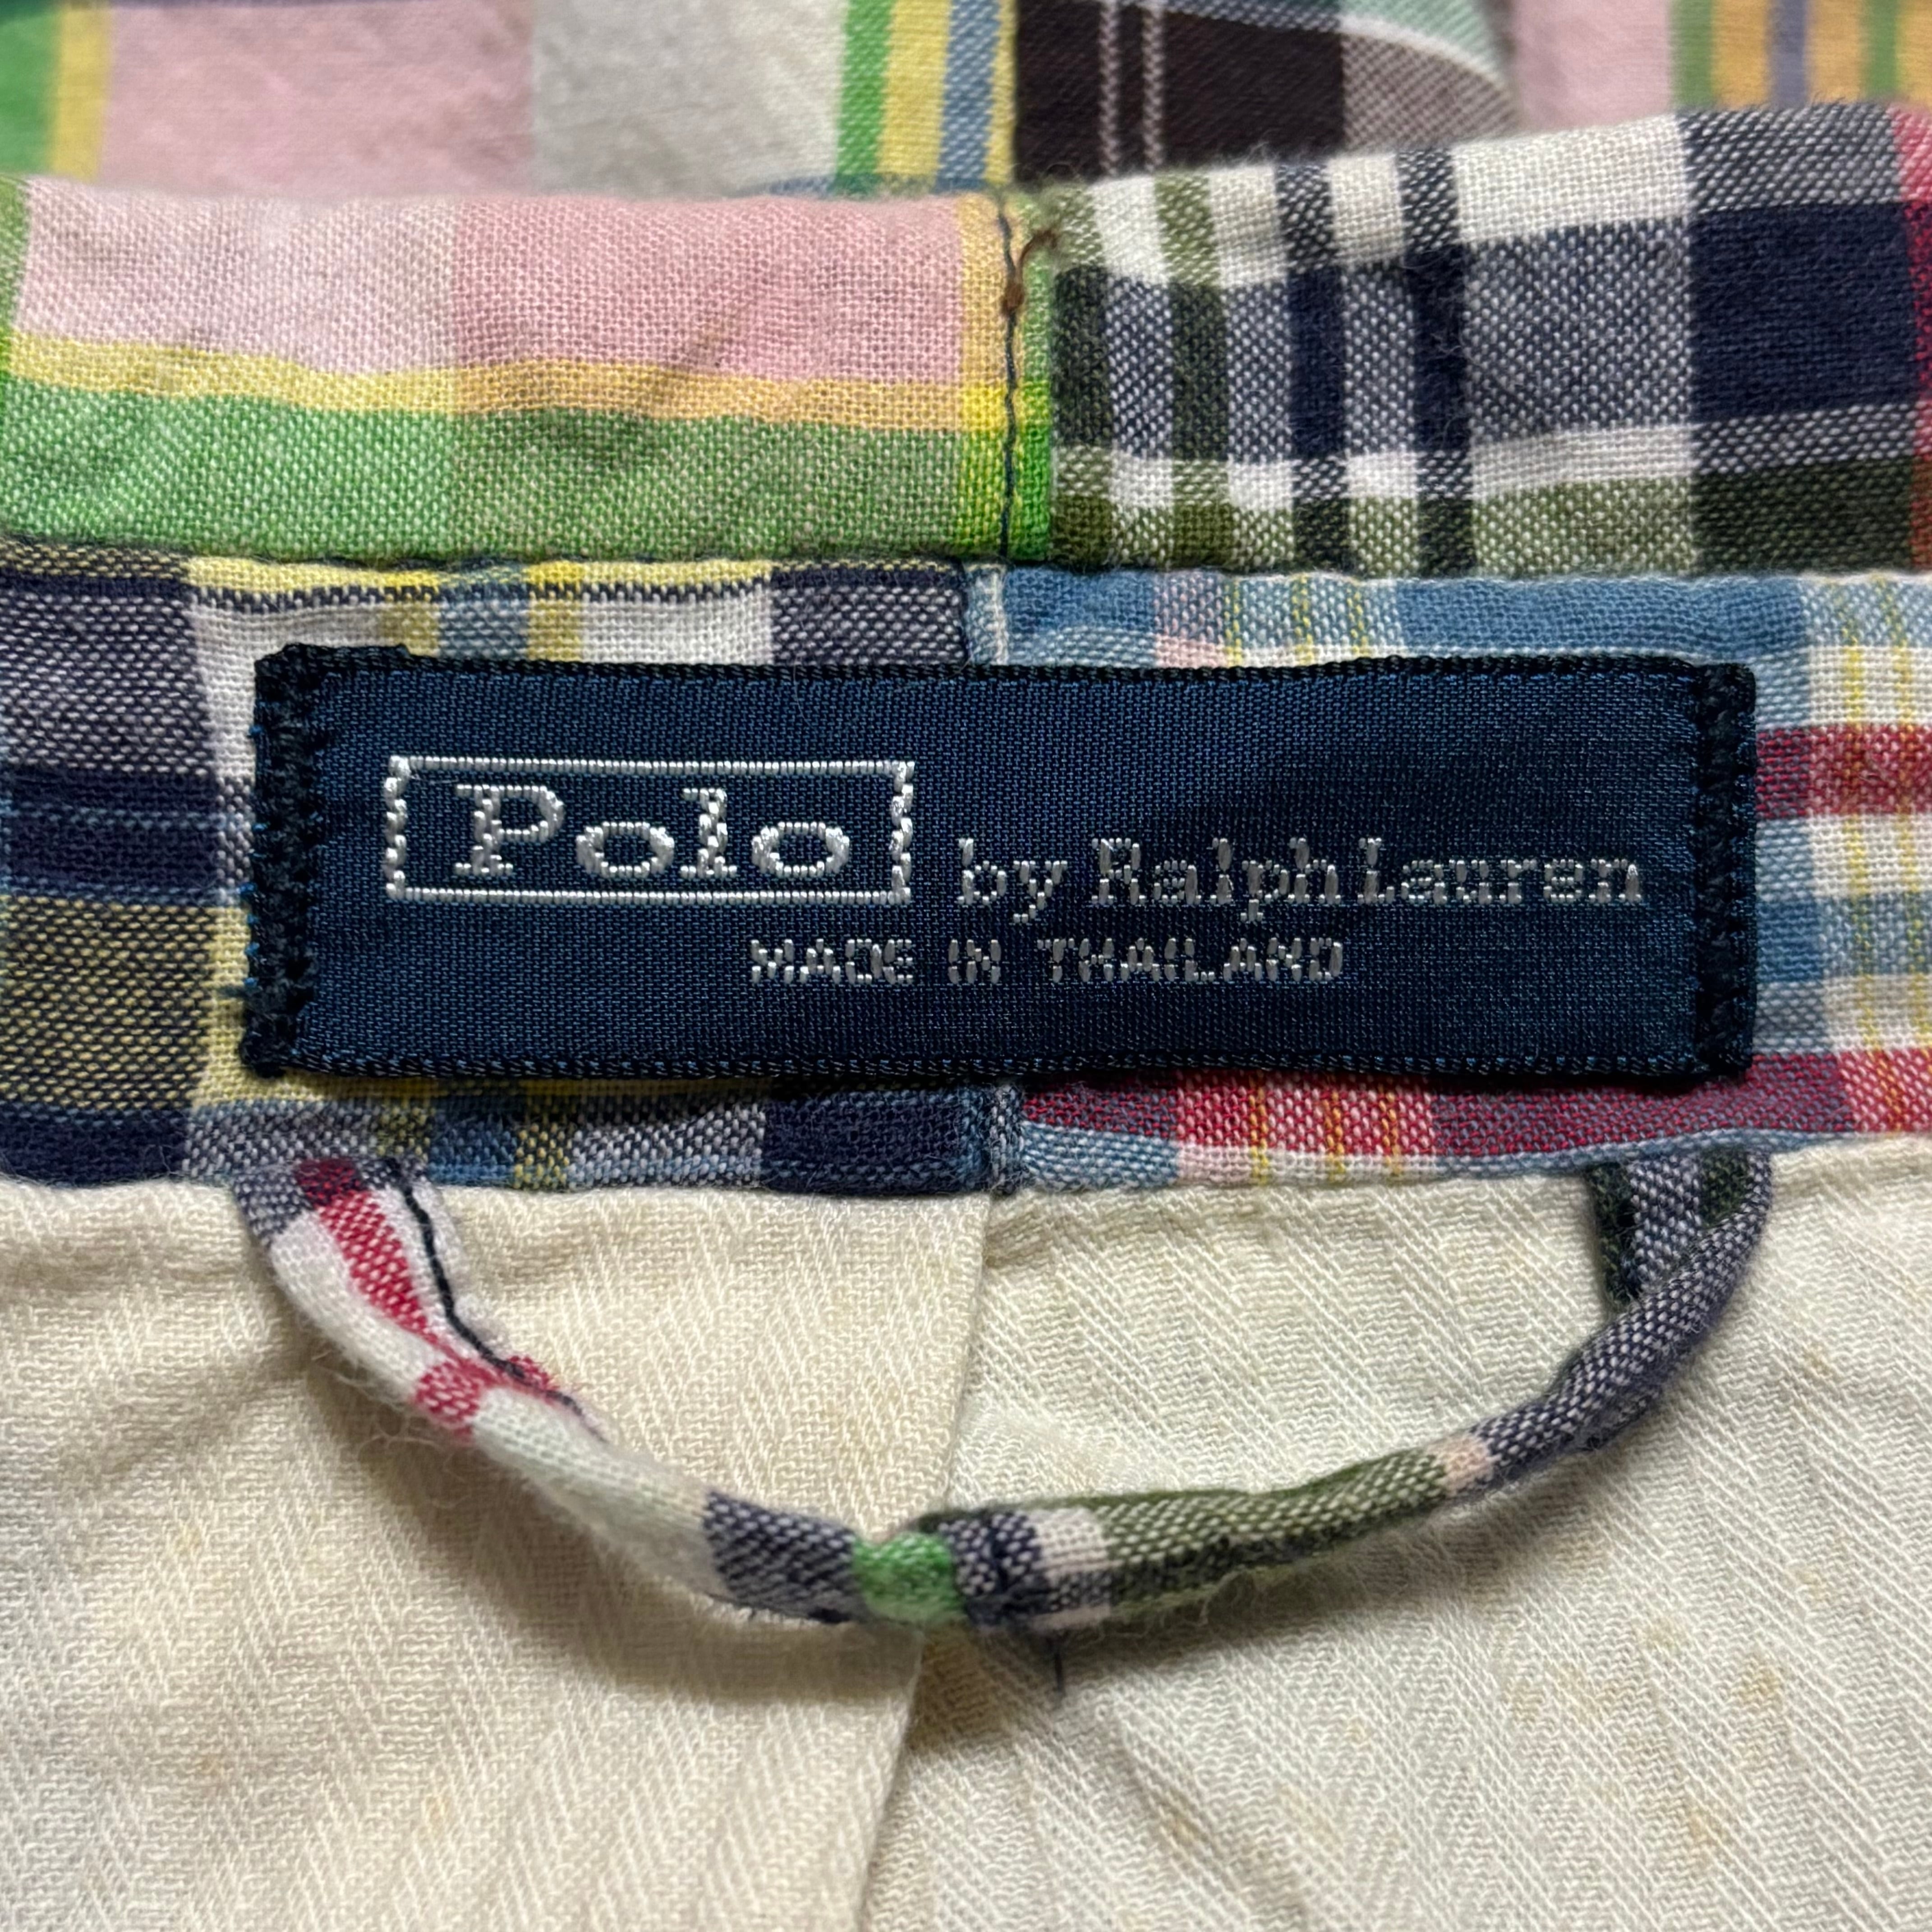 Polo by Ralph Lauren
MADE IN THAILAND